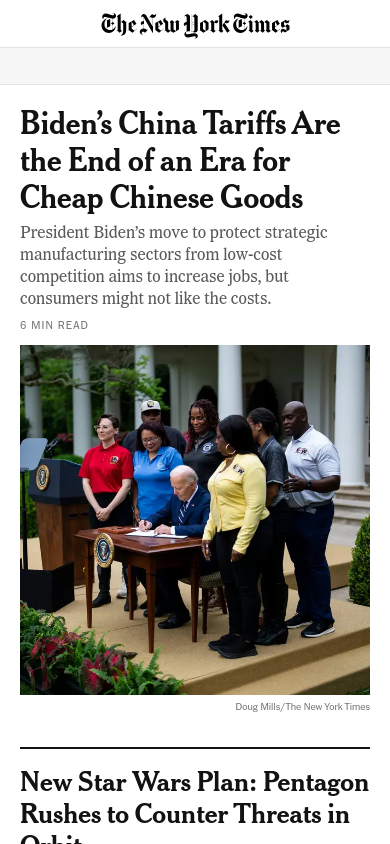 The New York Times
Biden’s China Tariffs Are
the End of an Era for
Cheap Chinese Goods
President Biden’s move to protect strategic
manufacturing sectors from low-cost
competition aims to increase jobs, but
consumers might not like the costs.
6 MIN READ
Doug Mills/The New York Times
New Star Wars Plan: Pentagon
Rushes to Counter Threats in
Orbit